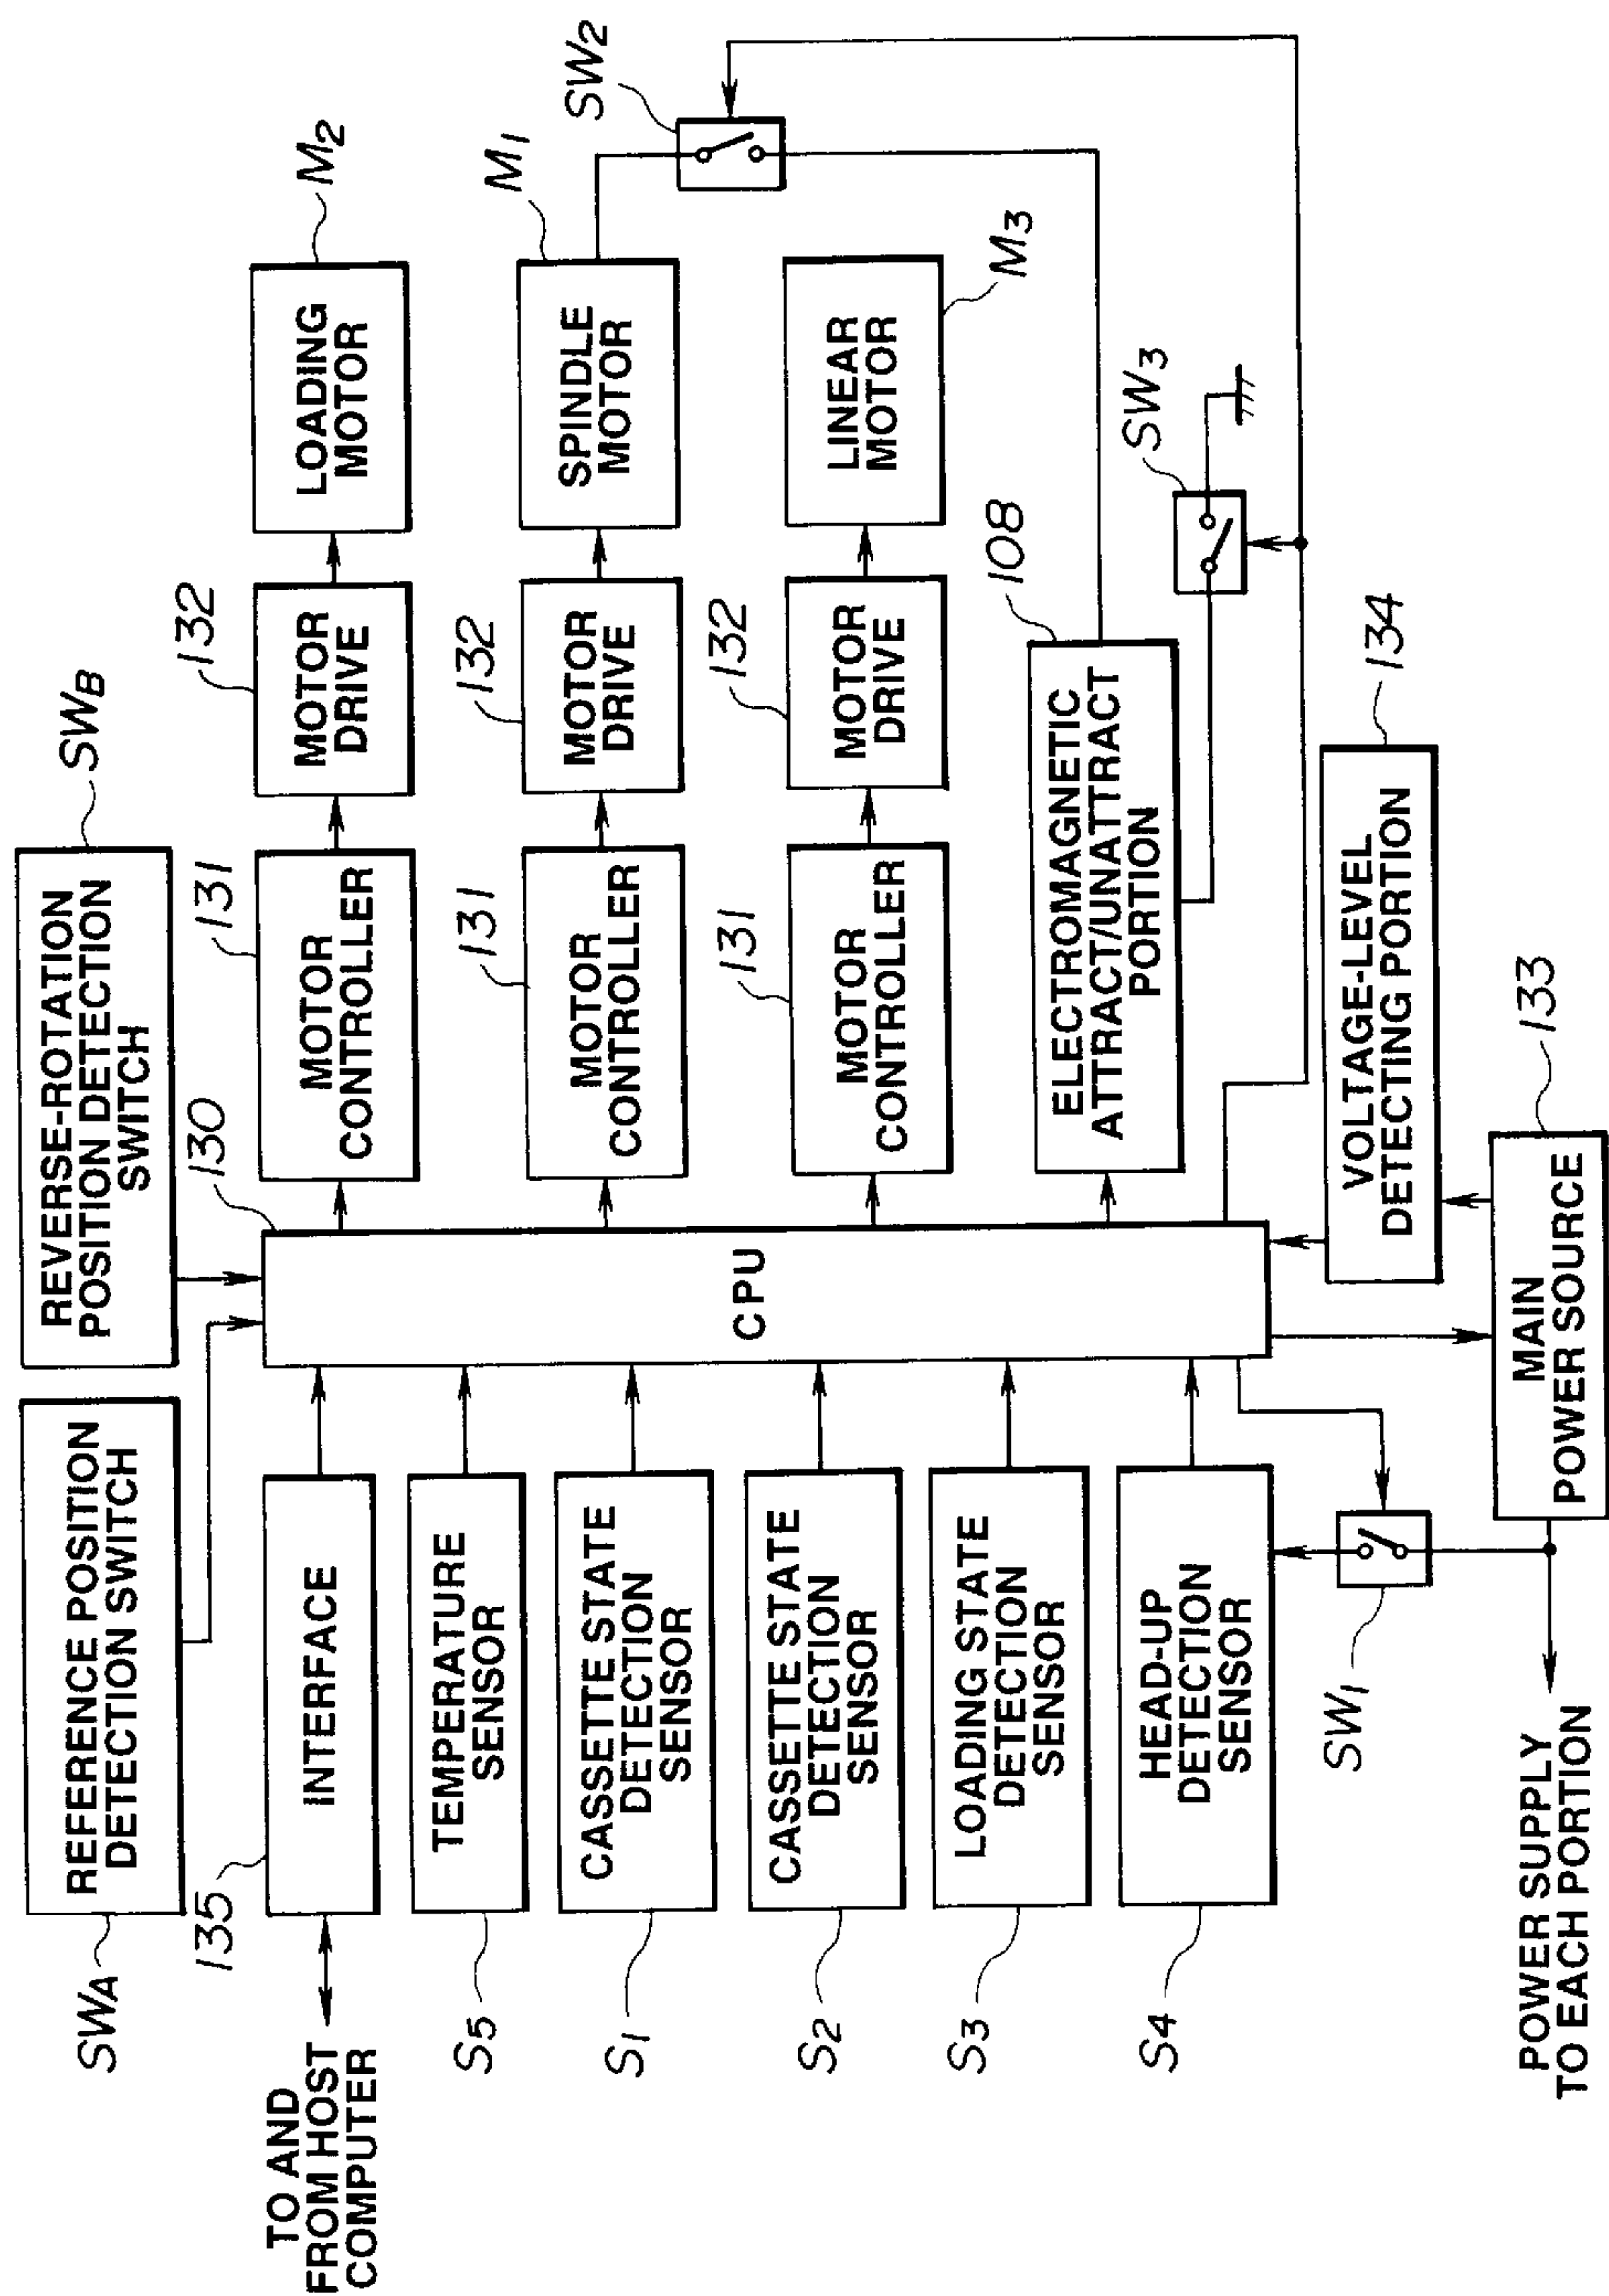 SWA
REFERENCE POSITION
DETECTION SWITCH
REVERSE-ROTATION
POSITION DETECTION
SWITCH
SWB
TO AND
FROM HOST
COMPUTER
135
INTERFACE
130
CPU
MOTOR
CONTROLLER
131
MOTOR
DRIVE
132
LOADING
MOTOR
M2
S5
TEMPERATURE
SENSOR
S1
CASSETTE STATE
DETECTION
SENSOR
MOTOR
CONTROLLER
131
MOTOR
DRIVE
132
SPINDLE
MOTOR
M1
SW2
S2
CASSETTE STATE
DETECTION
SENSOR
MOTOR
CONTROLLER
131
MOTOR
DRIVE
132
LINEAR
MOTOR
M3
S3
LOADING STATE
DETECTION
SENSOR
ELECTROMAGNETIC
ATTRACT/UNATTRACT
PORTION
108
SW3
S4
HEAD-UP
DETECTION
SENSOR
SW1
VOLTAGE-LEVEL
DETECTING PORTION
134
MAIN
POWER SOURCE
133
POWER SUPPLY
TO EACH PORTION